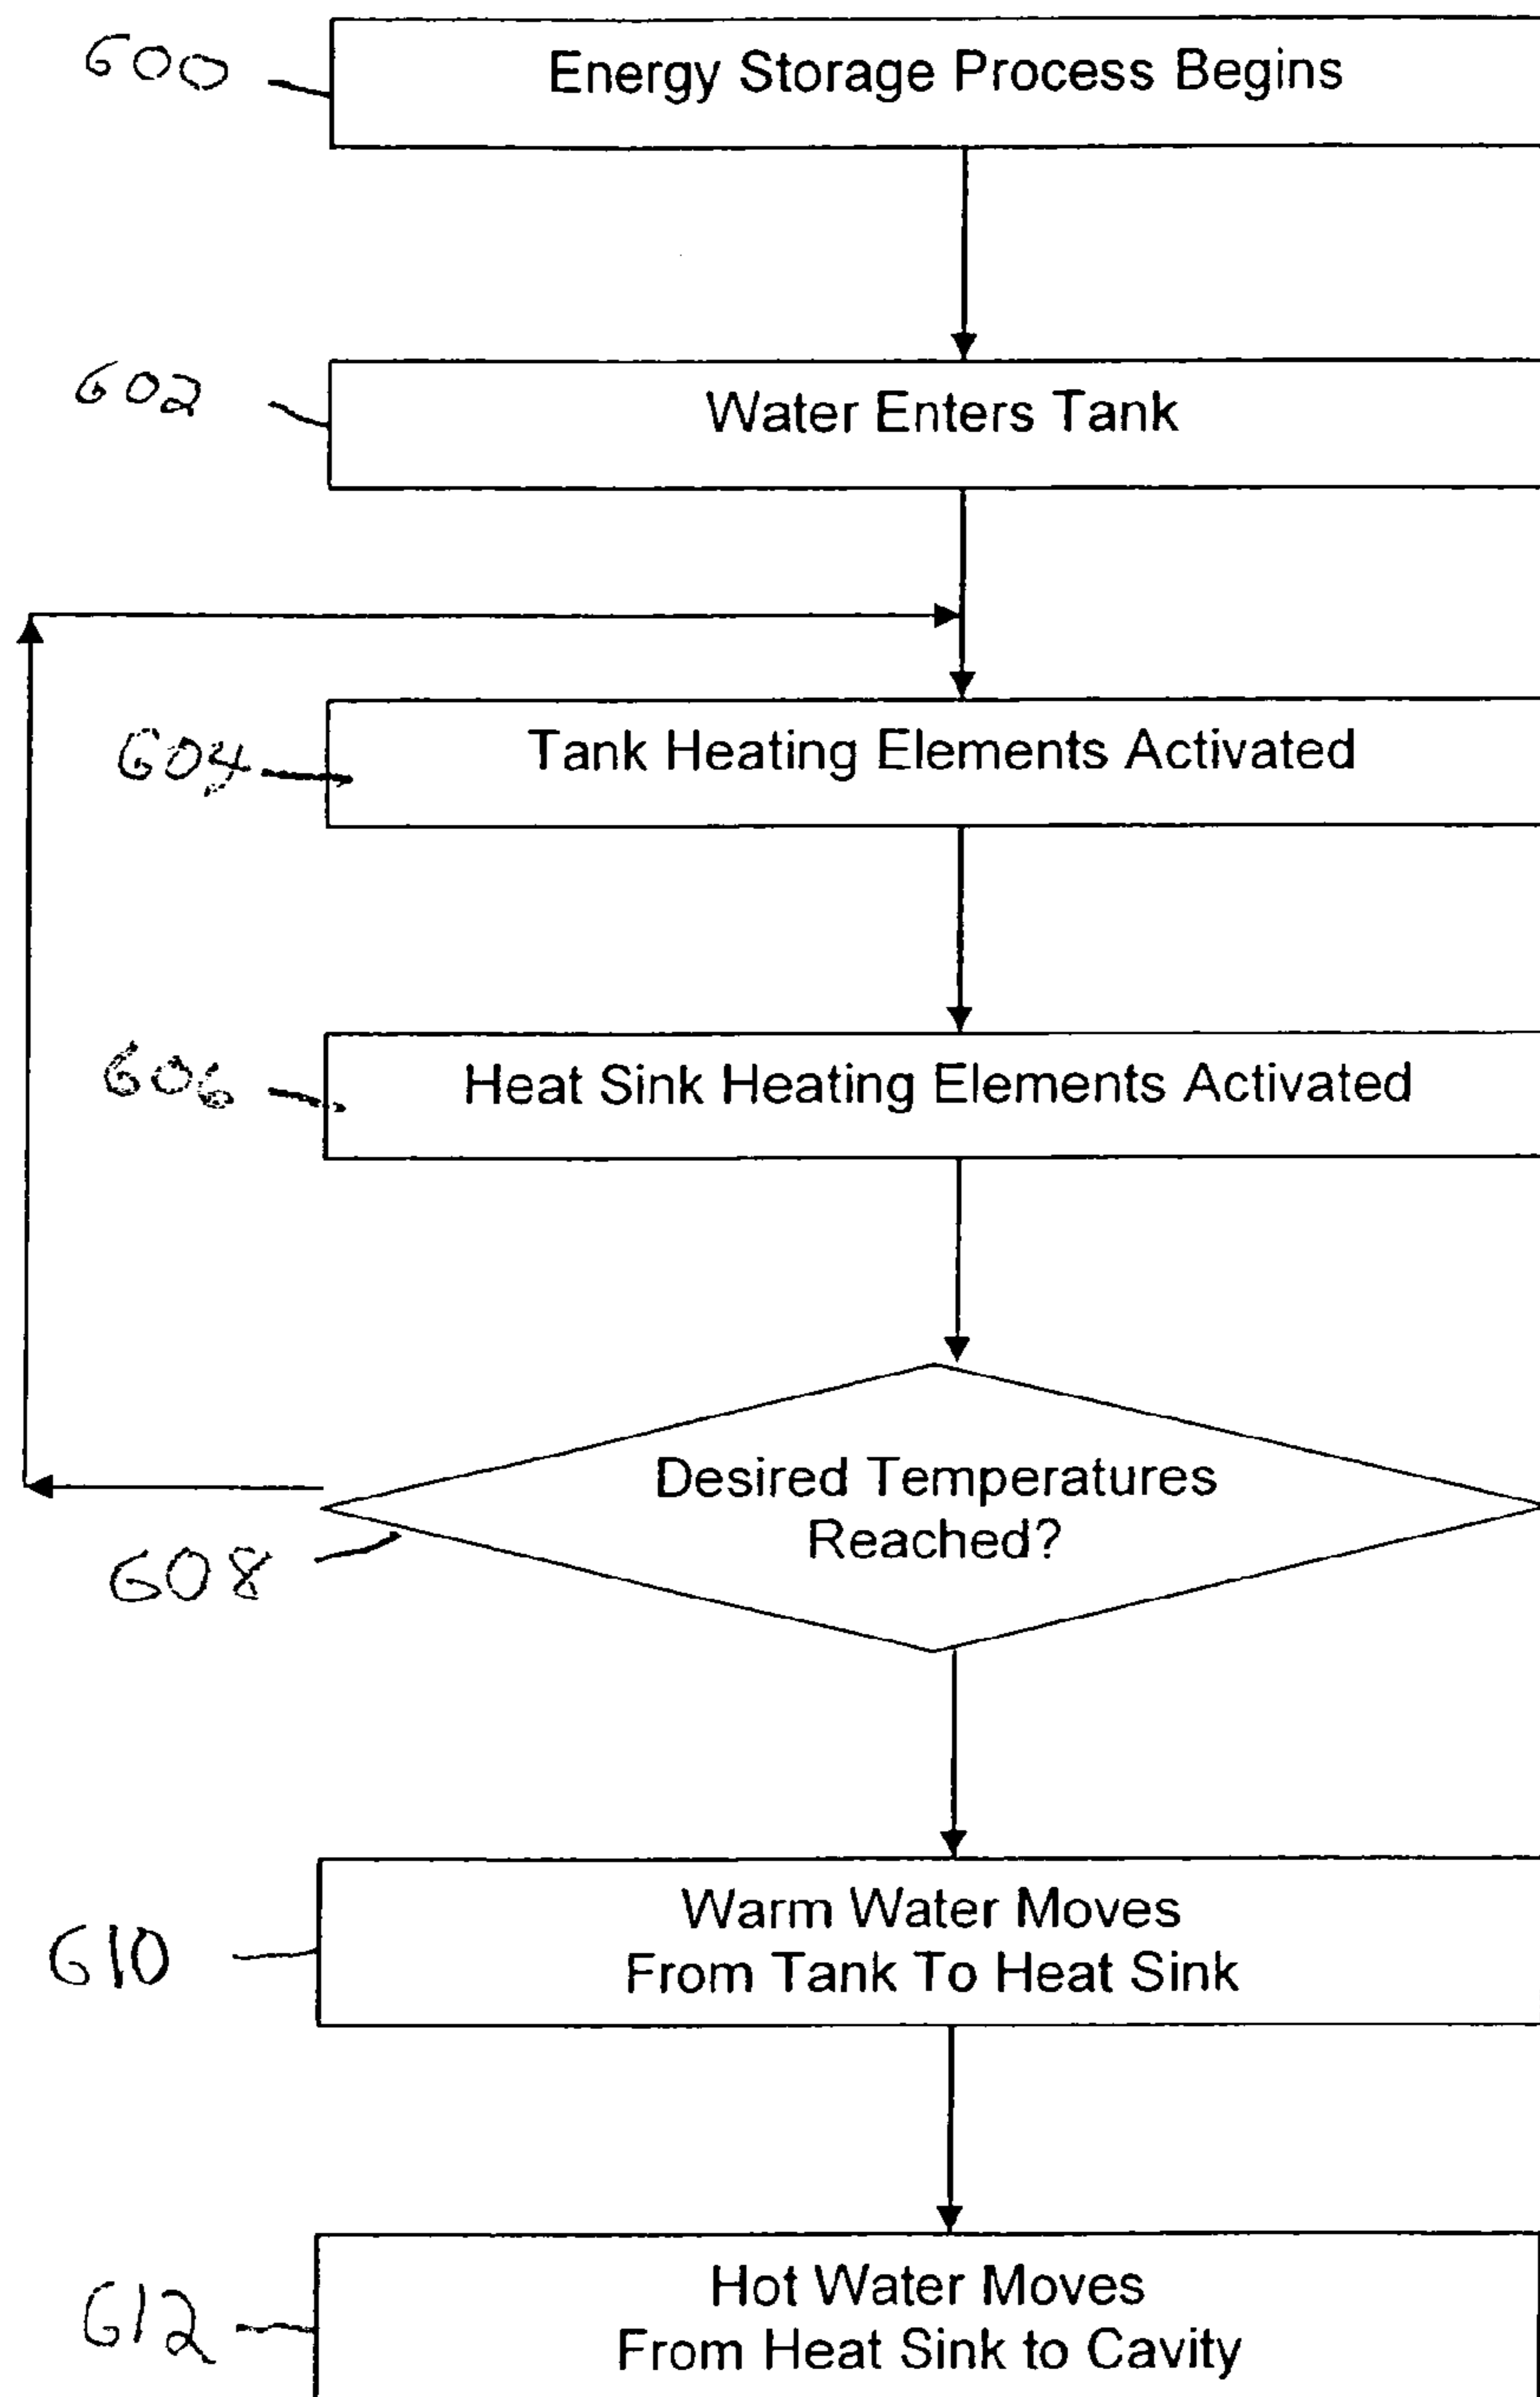 600
Energy Storage Process Begins
602
Water Enters Tank
604
Tank Heating Elements Activated
606
Heat Sink Heating Elements Activated
Desired Temperatures
Reached?
608
Warm Water Moves
From Tank To Heat Sink
610
Hot Water Moves
From Heat Sink to Cavity
612